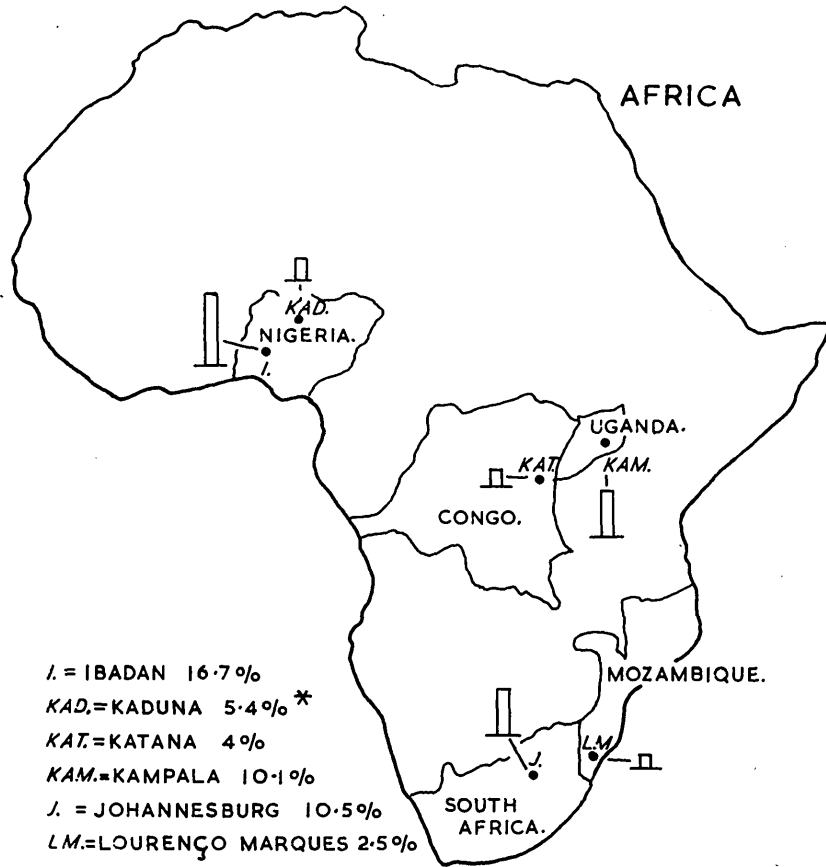 AFRICA
KAD.
NIGERIA.
I.
UGANDA.
KAT.
KAM.
CONGO.
MOZAMBIQUE.
L.M.
J.
SOUTH
AFRICA.
I. = IBADAN 16·7%
KAD.= KADUNA 5·4% *
KAT.= KATANA 4%
KAM.= KAMPALA 10·1%
J. = JOHANNESBURG 10·5%
LM.= LOURENÇO MARQUES 2·5%